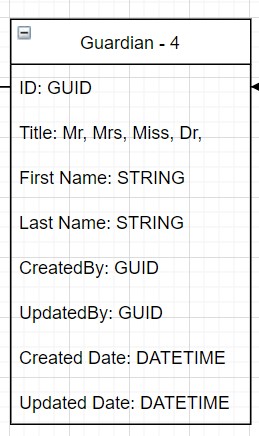 Guardian - 4
ID: GUID
Title: Mr, Mrs, Miss, Dr,
First Name: STRING
Last Name: STRING
CreatedBy: GUID
UpdatedBy: GUID
Created Date: DATETIME
Updated Date: DATETIME